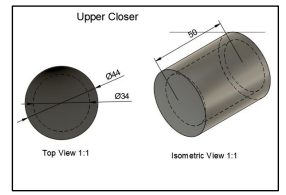 Upper Closer
50
Ø44
Ø34
Top View 1:1
Isometric View 1:1